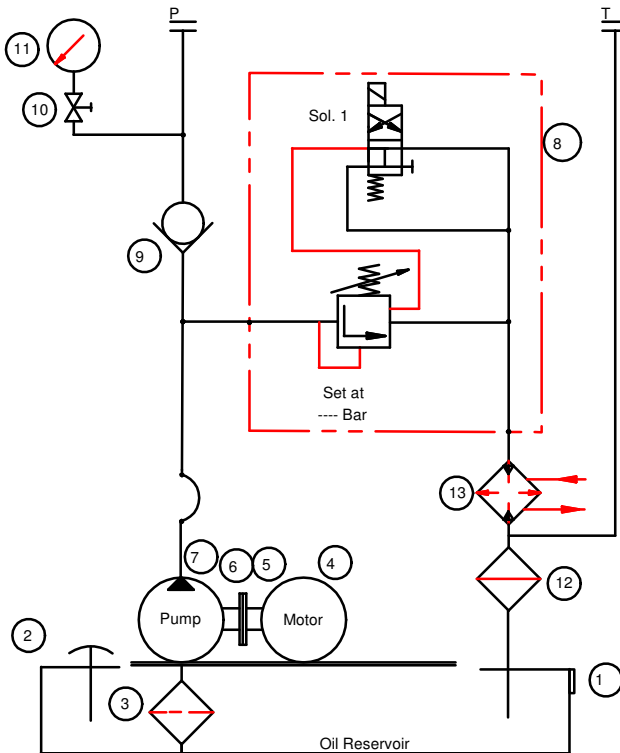 P
T
11
10
Sol. 1
8
9
Set at
---- Bar
13
7
6
5
4
12
Pump
Motor
2
1
3
Oil Reservoir